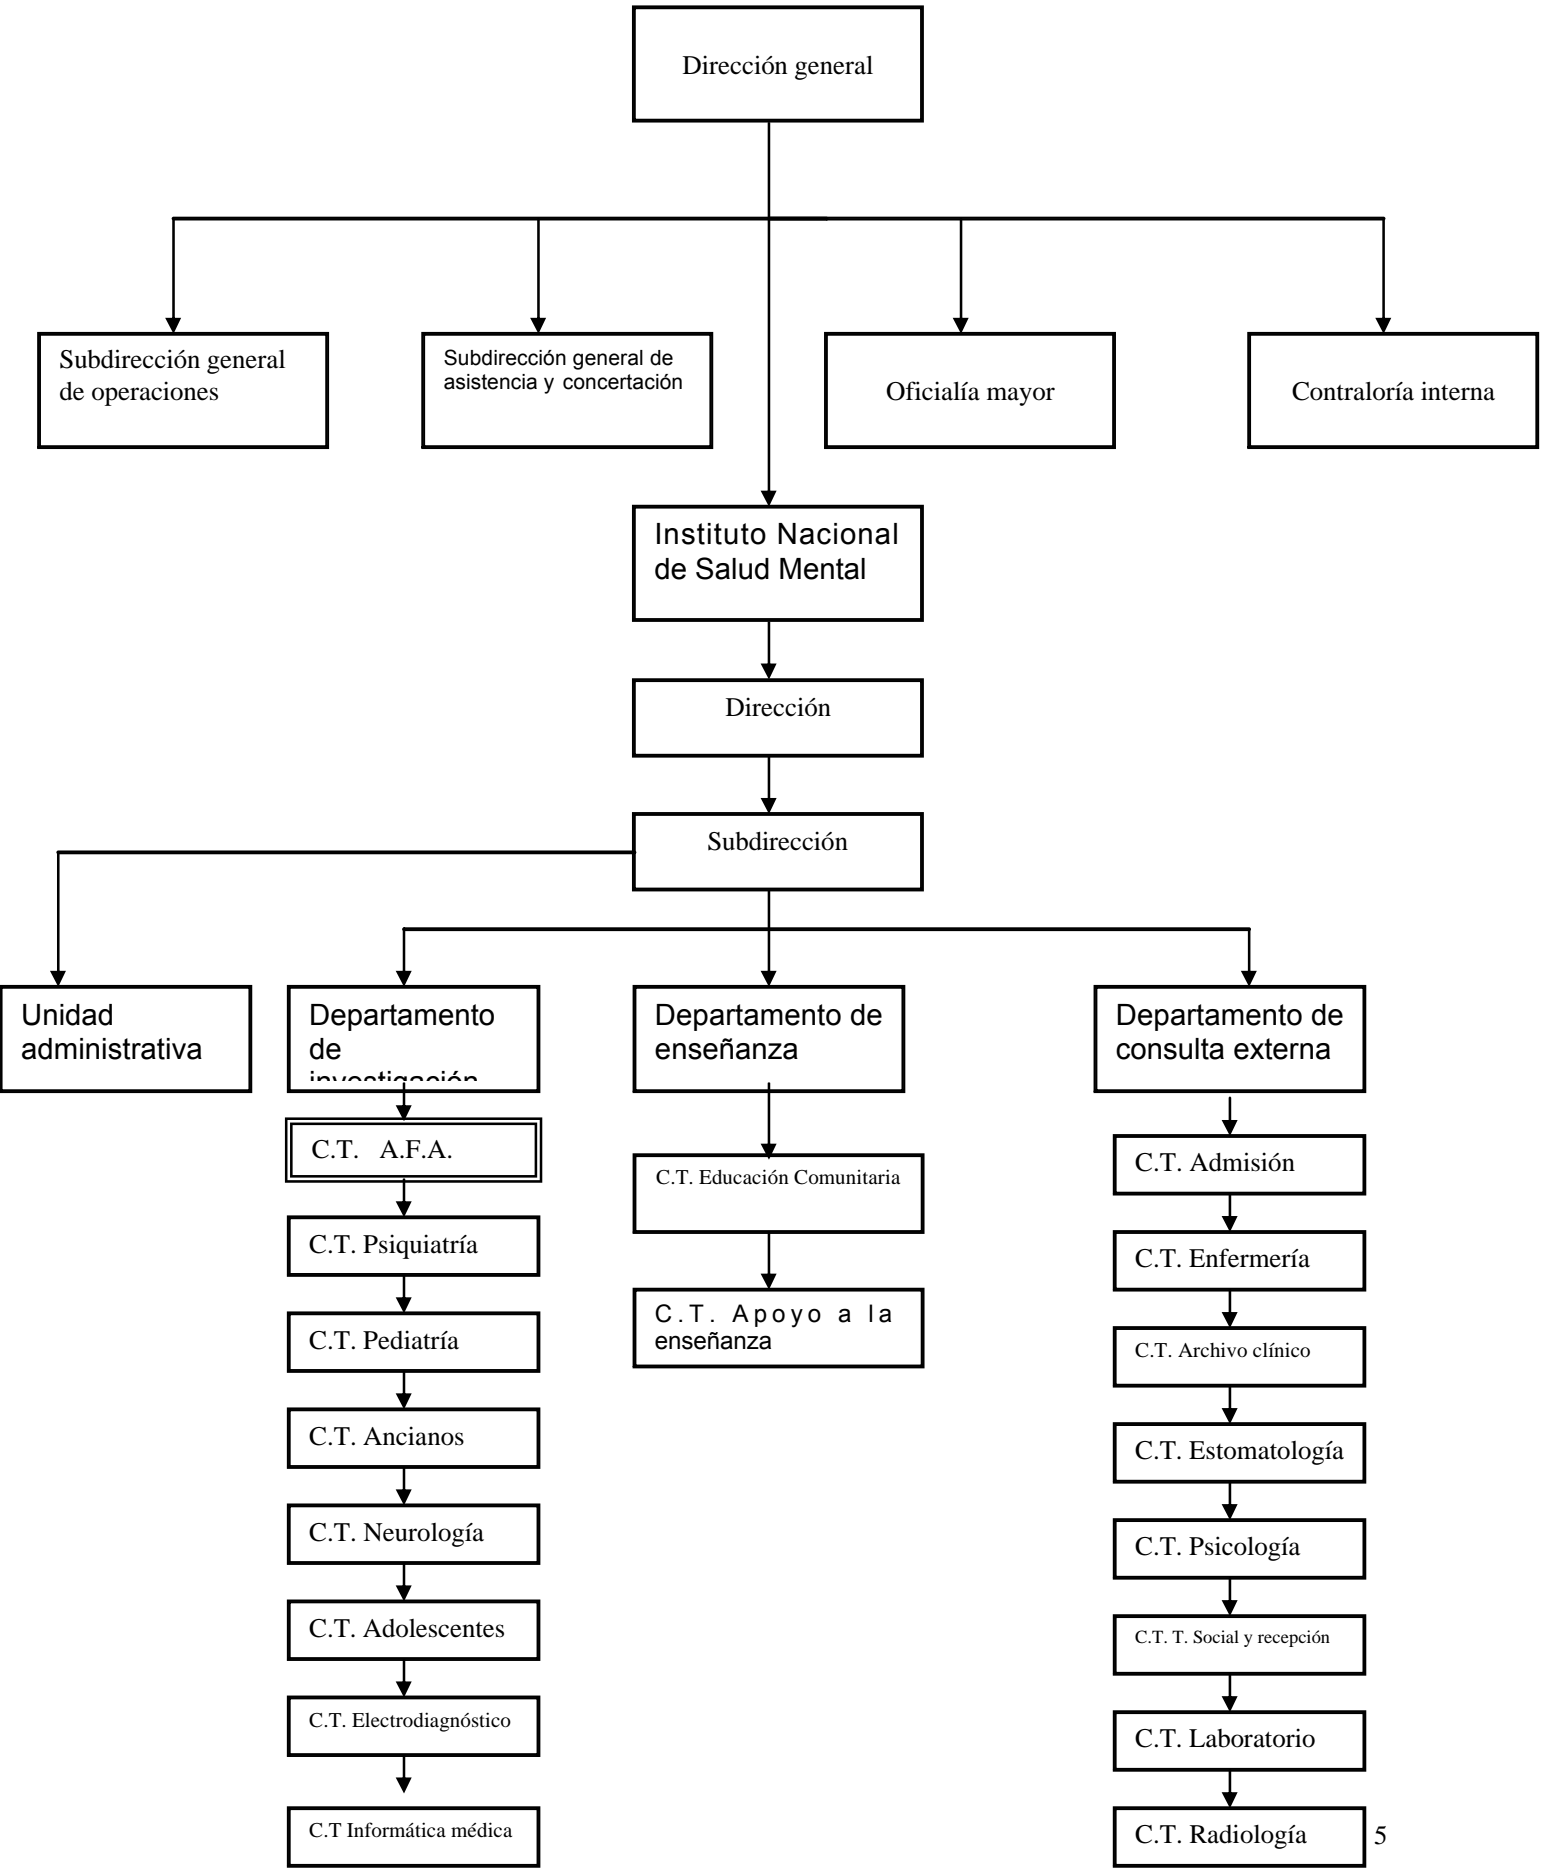 Dirección general
Subdirección general
de operaciones
Subdirección general de
asistencia y concertación
Oficialía mayor
Contraloría interna
Instituto Nacional
de Salud Mental
Dirección
Subdirección
Unidad
administrativa
Departamento
de
investigación
Departamento de
enseñanza
Departamento de
consulta externa
C.T. A.F.A.
C.T. Psiquiatría
C.T. Pediatría
C.T. Ancianos
C.T. Neurología
C.T. Adolescentes
C.T. Electrodiagnóstico
C.T Informática médica
C.T. Educación Comunitaria
C.T. Apoyo a la
enseñanza
C.T. Admisión
C.T. Enfermería
C.T. Archivo clínico
C.T. Estomatología
C.T. Psicología
C.T. T. Social y recepción
C.T. Laboratorio
C.T. Radiología
5